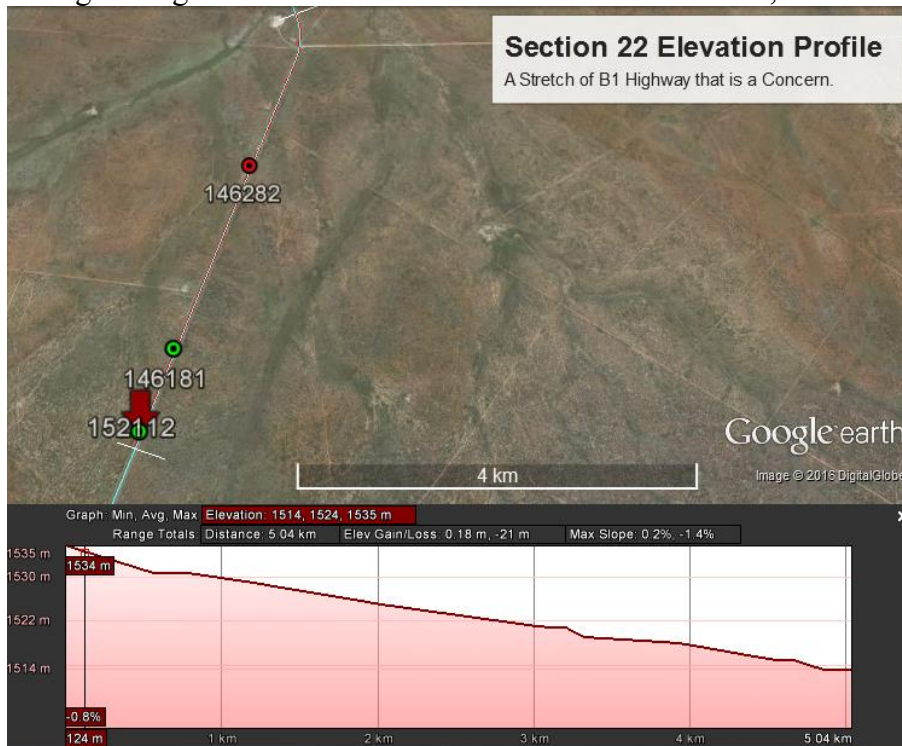 Section 22 Elevation Profile
A Stretch of B1 Highway that is a Concern.
146282
146181
152112
4 km
Google earth
Image © 2016 DigitalGlobe
Graph: Min, Avg, Max Elevation: 1514, 1524, 1535 m
Range Totals: Distance: 5.04 km Elev Gain/Loss: 0.18 m, -21 m Max Slope: 0.2%, -1.4%
1535 m
1534 m
1530 m
1522 m
1514 m
-0.8%
124 m 1 km 2 km 3 km 4 km 5.04 km